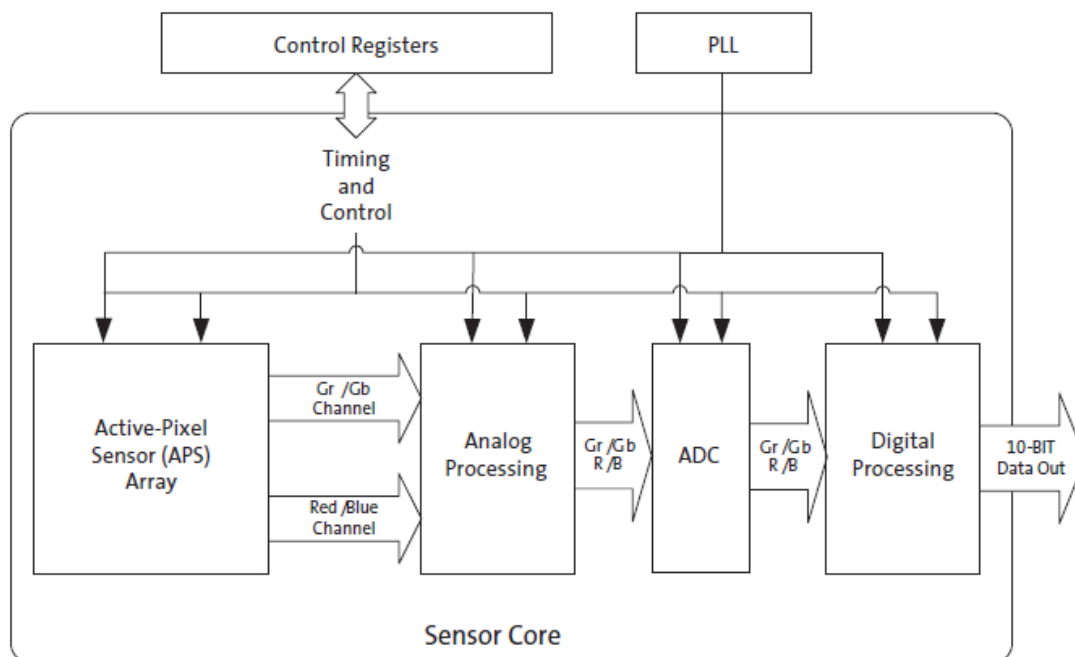 Control Registers
PLL
Timing
and
Control
Active-Pixel
Sensor (APS)
Array
Gr /Gb
Channel
Red /Blue
Channel
Analog
Processing
Gr /Gb
R /B
ADC
Gr /Gb
R /B
Digital
Processing
10-BIT
Data Out
Sensor Core